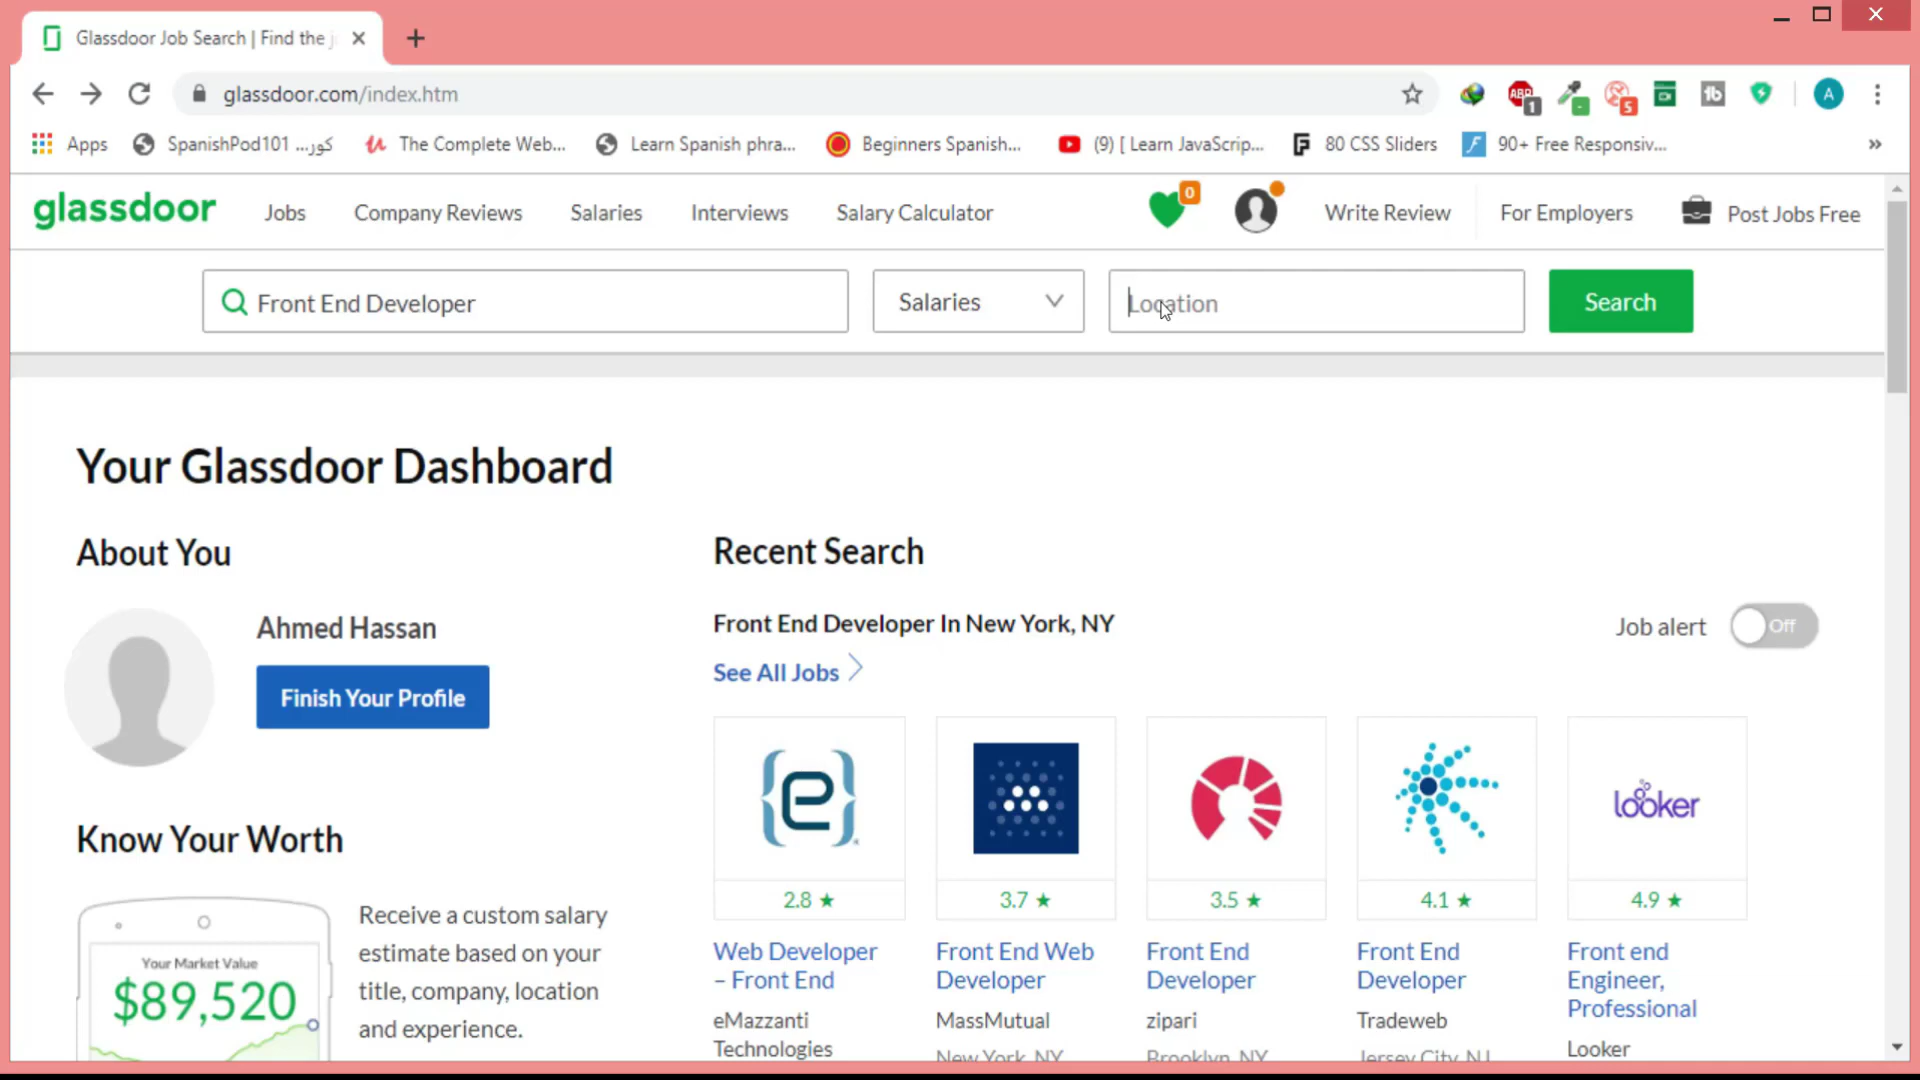 Glassdoor Job Search | Find the j
glassdoor.com/index.htm
ABP 1
5
tb
A
Apps
SpanishPod101 ...كور
The Complete Web...
Learn Spanish phra...
Beginners Spanish...
(9) [ Learn JavaScrip...
80 CSS Sliders
90+ Free Responsiv...
»
glassdoor
Jobs
Company Reviews
Salaries
Interviews
Salary Calculator
0
Write Review
For Employers
Post Jobs Free
Front End Developer
Salaries
Location
Search
Your Glassdoor Dashboard
About You
Ahmed Hassan
Finish Your Profile
Know Your Worth
Your Market Value
$89,520
Receive a custom salary
estimate based on your
title, company, location
and experience.
Recent Search
Front End Developer In New York, NY
Job alert
Off
See All Jobs
{e}
looker
2.8 ★
3.7 ★
3.5 ★
4.1 ★
4.9 ★
Web Developer
– Front End
eMazzanti
Technologies
Front End Web
Developer
MassMutual
New York, NY
Front End
Developer
zipari
Brooklyn, NY
Front End
Developer
Tradeweb
Jersey City, NJ
Front end
Engineer,
Professional
Looker